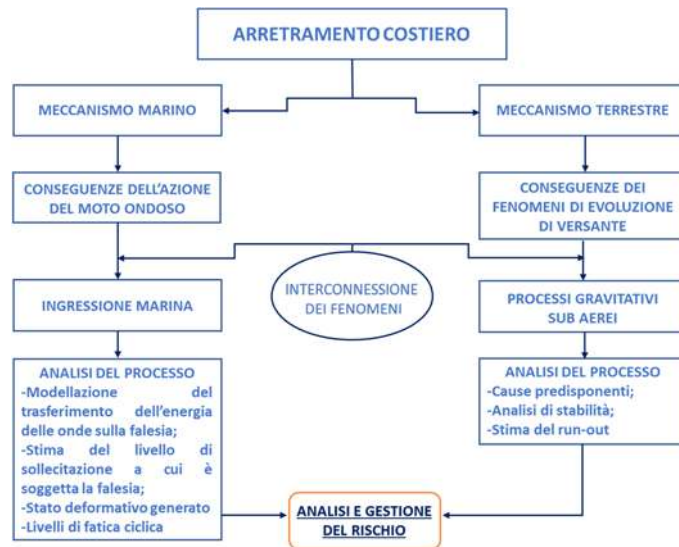 ARRETRAMENTO COSTIERO
MECCANISMO MARINO
MECCANISMO TERRESTRE
CONSEGUENZE DELL'AZIONE
DEL MOTO ONDOSO
CONSEGUENZE DEI
FENOMENI DI EVOLUZIONE
DI VERSANTE
INTERCONNESSIONE
DEI FENOMENI
INGRESSIONE MARINA
PROCESSI GRAVITATIVI
SUB AEREI
ANALISI DEL PROCESSO
-Modellazione del
trasferimento dell'energia
delle onde sulla falesia;
-Stima del livello di
sollecitazione a cui è
soggetta la falesia;
-Stato deformativo generato
-Livelli di fatica ciclica
ANALISI DEL PROCESSO
-Cause predisponenti;
-Analisi di stabilità;
-Stima del run-out
ANALISI E GESTIONE
DEL RISCHIO